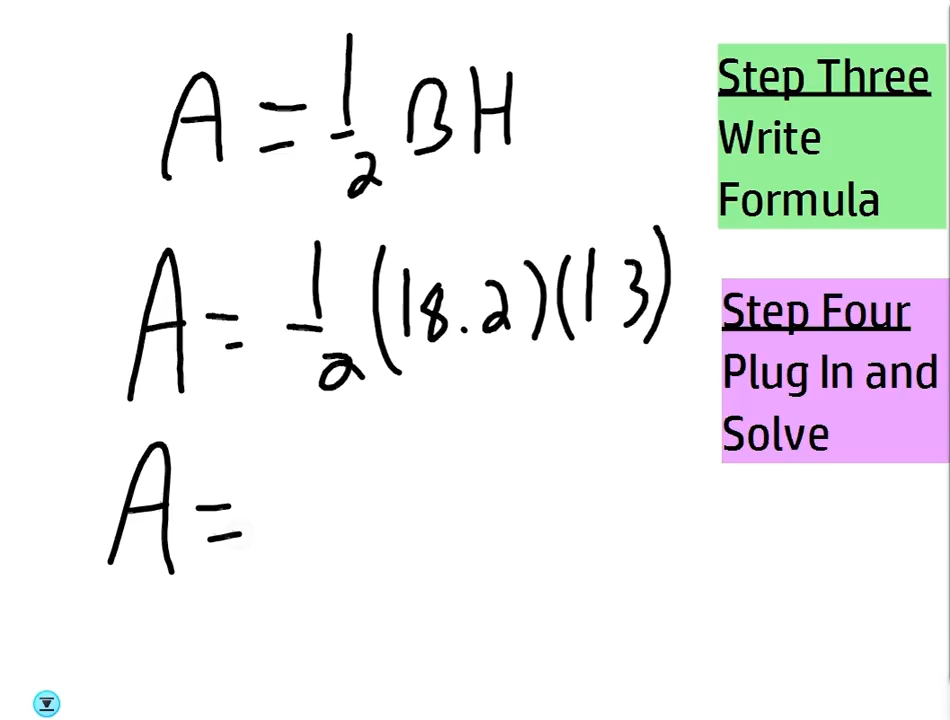 A = 1/2 BH
Step Three
Write
Formula
A = 1/2 (18.2)(13)
Step Four
Plug In and
Solve
A =